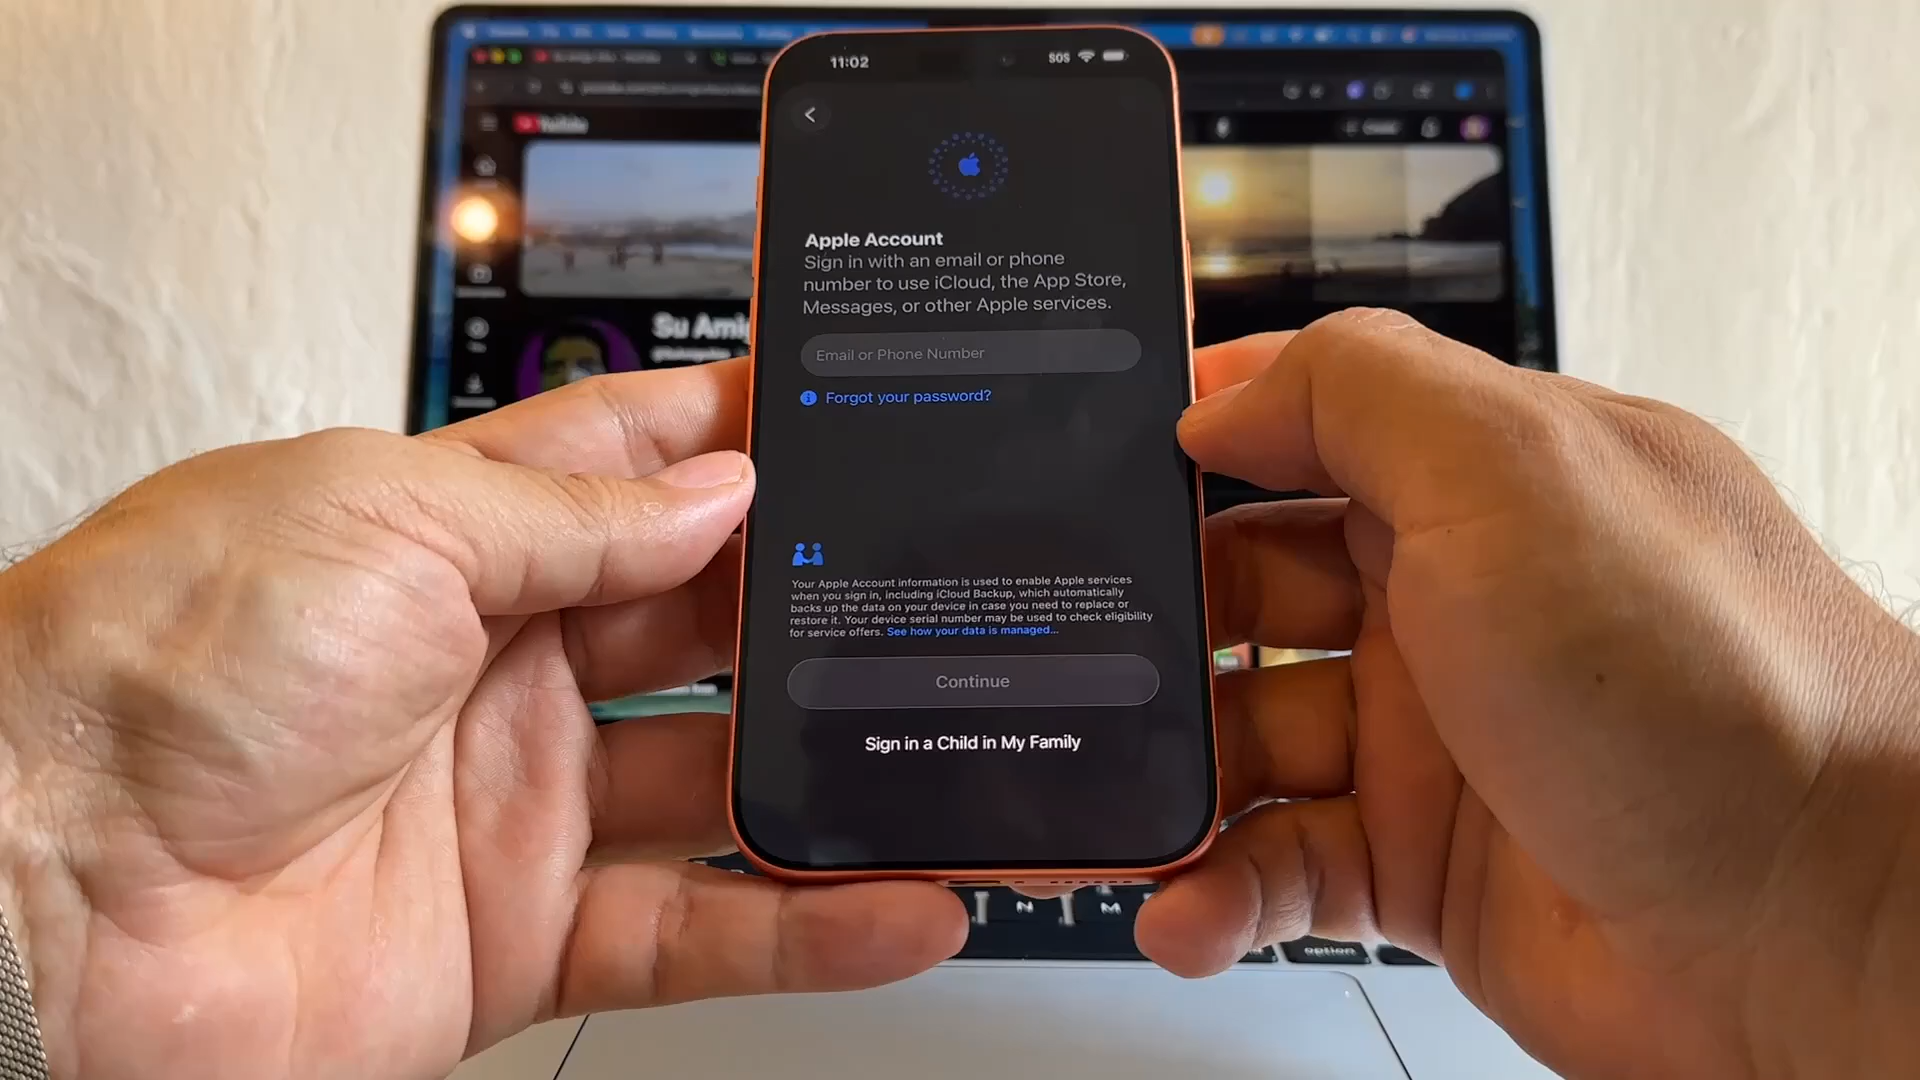 11:02
SOS
YouTube
Apple Account
Sign in with an email or phone
number to use iCloud, the App Store,
Messages, or other Apple services.
Su Amig
Email or Phone Number
Forgot your password?
Your Apple Account information is used to enable Apple services
when you sign in, including iCloud Backup, which automatically
backs up the data on your device in case you need to replace or
restore it. Your device serial number may be used to check eligibility
for service offers. See how your data is managed...
Continue
Sign in a Child in My Family
N
M
option